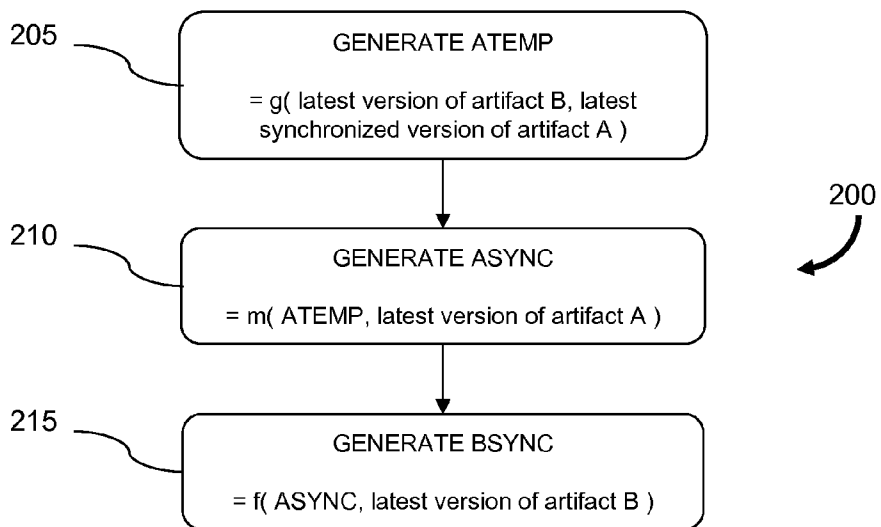 205
GENERATE ATEMP
= g( latest version of artifact B, latest
synchronized version of artifact A )
200
210
GENERATE ASYNC
= m( ATEMP, latest version of artifact A )
215
GENERATE BSYNC
= f( ASYNC, latest version of artifact B )